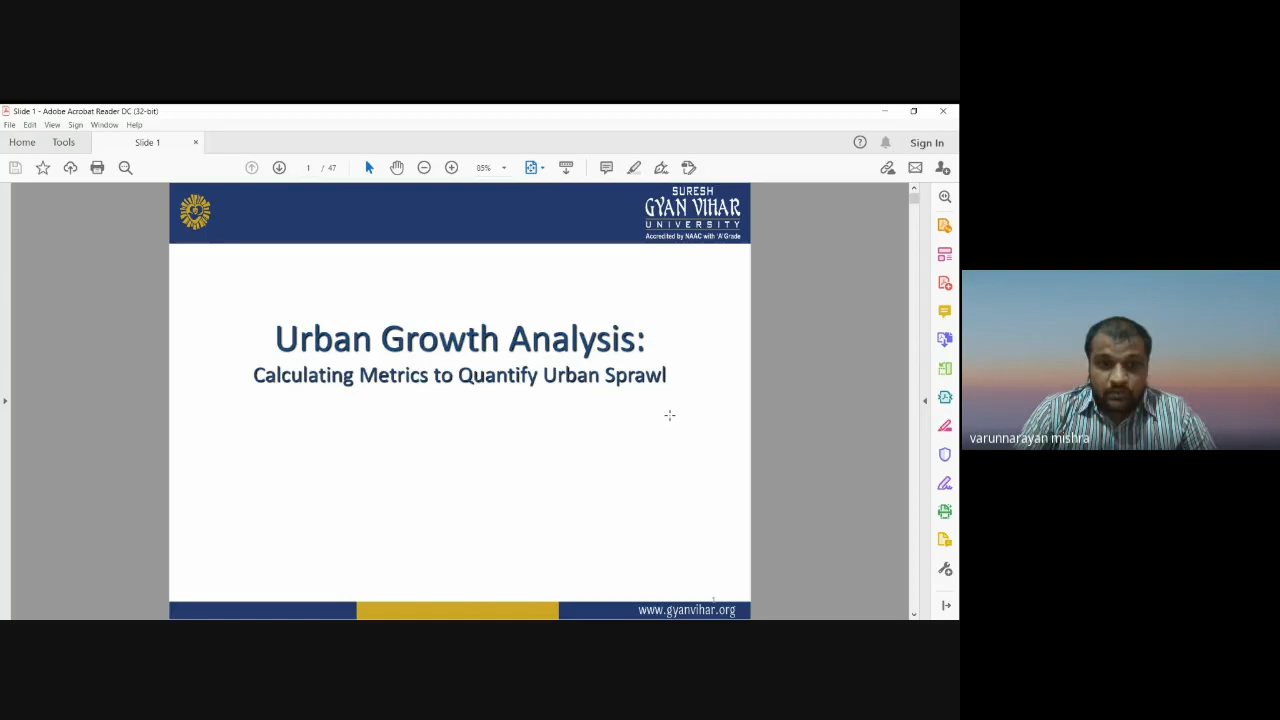 Slide 1 - Adobe Acrobat Reader DC (32-bit)
File Edit View Sign Window Help
Home Tools Slide 1 × Sign In
1 / 47 85%
SURESH
GYAN VIHAR
UNIVERSITY
Accredited by NAAC with 'A' Grade
Urban Growth Analysis:
Calculating Metrics to Quantify Urban Sprawl
varunnarayan mishra
1
www.gyanvihar.org